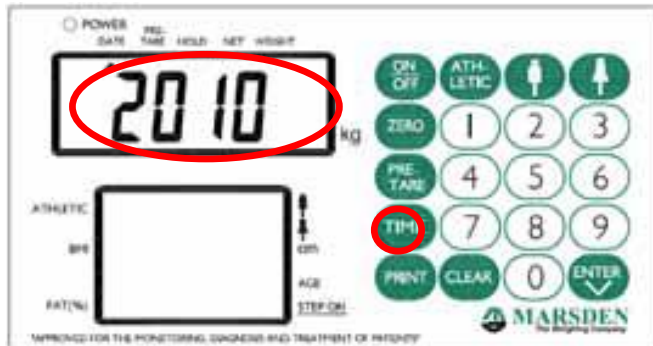 POWER
DATE PRE-TARE HOLD NET WEIGHT
2010
kg
ON OFF
ATH-LETIC
ZERO 1 2 3
PRE-TARE 4 5 6
TIME 7 8 9
PRINT CLEAR 0 ENTER
ATHLETIC
BMI
cm
AGE
FAT(%)
STEP ON
MARSDEN
The Weighing Company
"APPROVED FOR THE MONITORING, DIAGNOSIS AND TREATMENT OF PATIENTS"